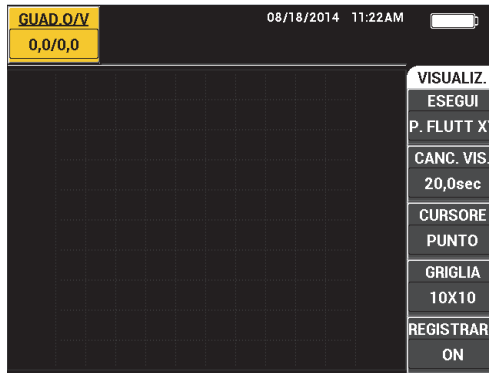 GUAD.O/V
0,0/0,0
08/18/2014 11:22AM
VISUALIZ.
ESEGUI
P. FLUTT XY
CANC. VIS.
20,0sec
CURSORE
PUNTO
GRIGLIA
10X10
REGISTRAR
ON